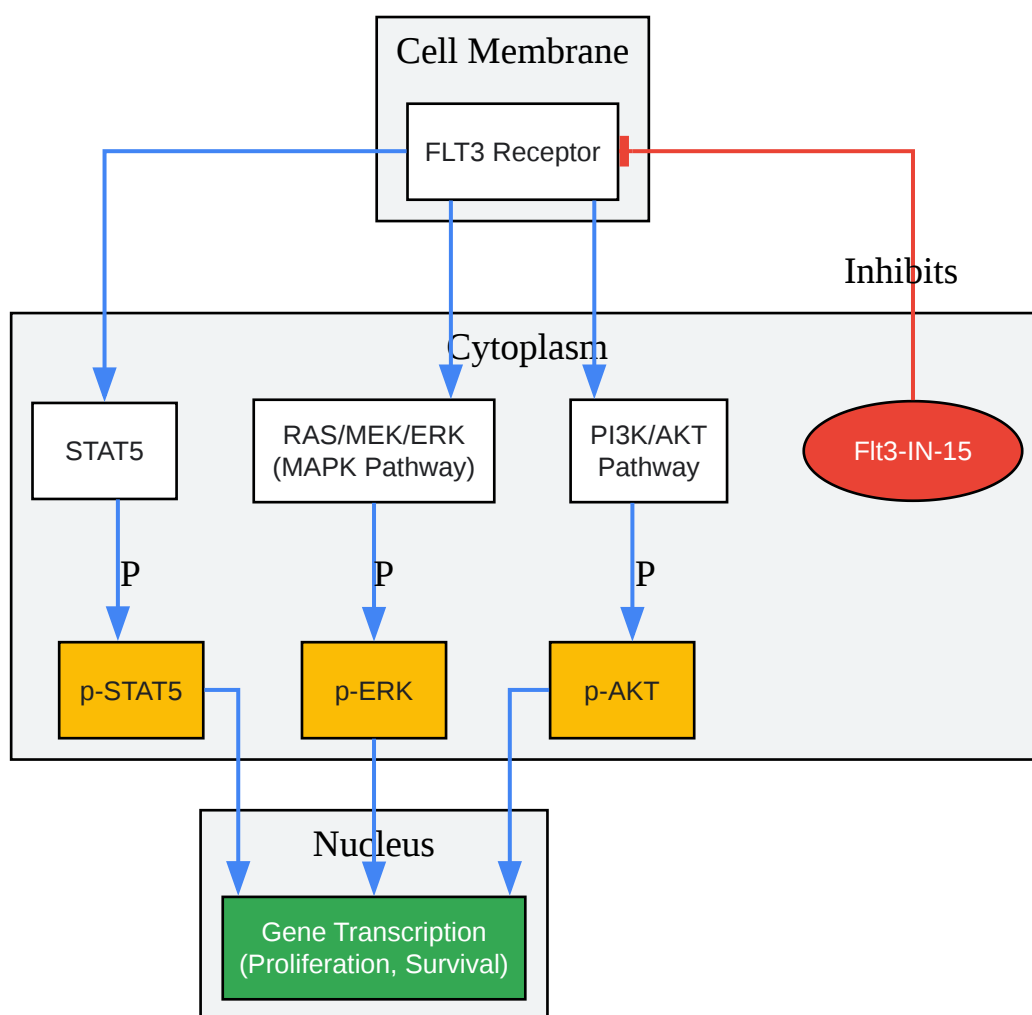 Cell Membrane
FLT3 Receptor
Inhibits
Cytoplasm
STAT5
RAS/MEK/ERK
(MAPK Pathway)
PI3K/AKT
Pathway
Flt3-IN-15
P
P
P
p-STAT5
p-ERK
p-AKT
Nucleus
Gene Transcription
(Proliferation, Survival)